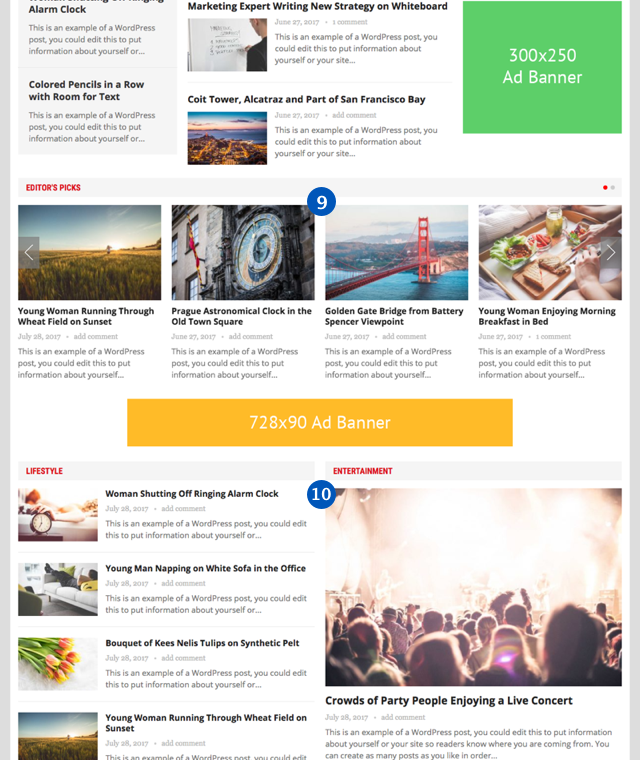 Woman Shutting Off Ringing
Alarm Clock
This is an example of a WordPress
post, you could edit this to put
information about yourself or...
Colored Pencils in a Row
with Room for Text
This is an example of a WordPress
post, you could edit this to put
information about yourself or...
Marketing Expert Writing New Strategy on Whiteboard
June 27, 2017 • 1 comment
This is an example of a WordPress post, you
could edit this to put information about
yourself or your site...
Coit Tower, Alcatraz and Part of San Francisco Bay
June 27, 2017 • add comment
This is an example of a WordPress post, you
could edit this to put information about
yourself or your site...
300x250
Ad Banner
EDITOR'S PICKS
9
Young Woman Running Through
Wheat Field on Sunset
July 28, 2017 • add comment
This is an example of a WordPress
post, you could edit this to put
information about yourself...
Prague Astronomical Clock in the
Old Town Square
June 27, 2017 • add comment
This is an example of a WordPress
post, you could edit this to put
information about yourself...
Golden Gate Bridge from Battery
Spencer Viewpoint
June 27, 2017 • add comment
This is an example of a WordPress
post, you could edit this to put
information about yourself...
Young Woman Enjoying Morning
Breakfast in Bed
June 27, 2017 • 1 comment
This is an example of a WordPress
post, you could edit this to put
information about yourself...
728x90 Ad Banner
LIFESTYLE
Woman Shutting Off Ringing Alarm Clock
July 28, 2017 • add comment
This is an example of a WordPress post, you could edit
this to put information about yourself or...
Young Man Napping on White Sofa in the Office
July 28, 2017 • add comment
This is an example of a WordPress post, you could edit
this to put information about yourself or...
Bouquet of Kees Nelis Tulips on Synthetic Pelt
July 28, 2017 • add comment
This is an example of a WordPress post, you could edit
this to put information about yourself or...
Young Woman Running Through Wheat Field on
Sunset
July 28, 2017 • add comment
This is an example of a WordPress post, you could edit
10
ENTERTAINMENT
Crowds of Party People Enjoying a Live Concert
July 28, 2017 • add comment
This is an example of a WordPress post, you could edit this to put information
about yourself or your site so readers know where you are coming from. You
can create as many posts as you like in order...